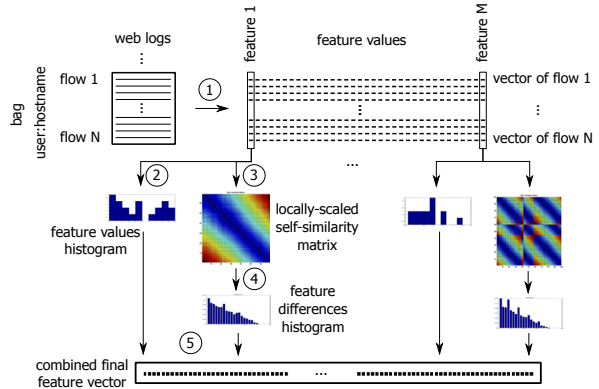 web logs
feature 1
feature values
feature M
...
flow 1
vector of flow 1
1
bag
user:hostname
...
...
...
flow N
vector of flow N
...
2
3
feature values
histogram
locally-scaled
self-similarity
matrix
4
feature
differences
histogram
5
combined final
feature vector
...